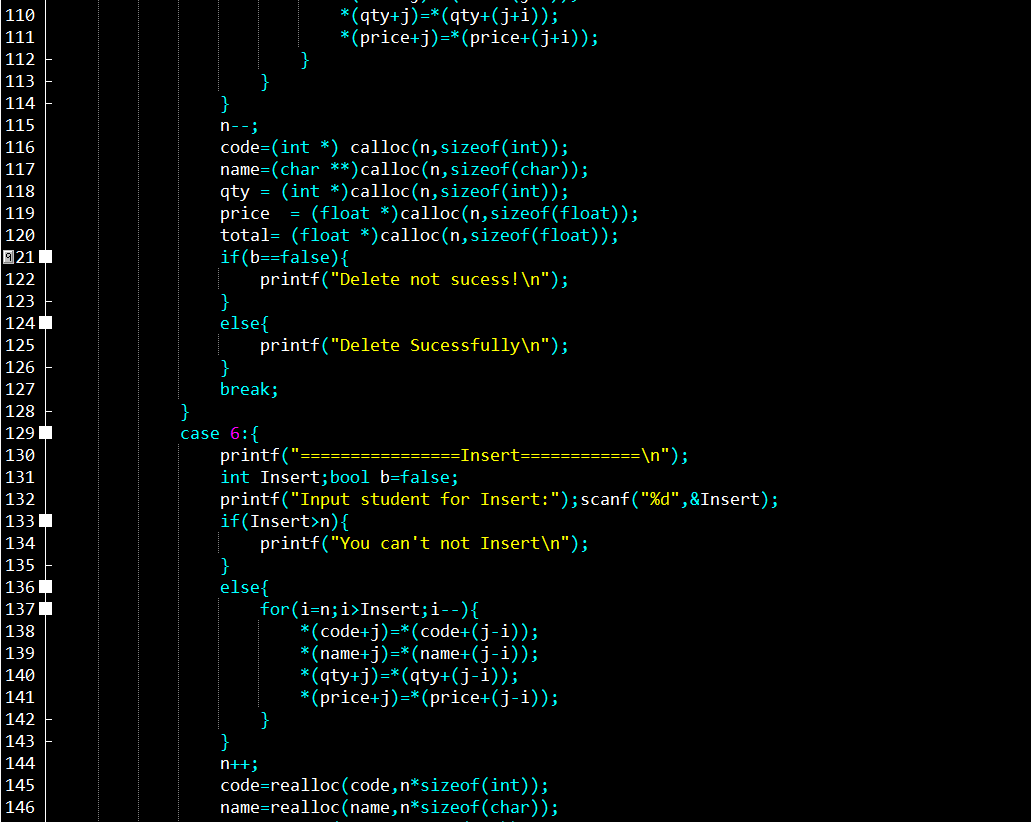 110 *(qty+j)=*(qty+(j+i));
111 *(price+j)=*(price+(j+i));
112 }
113 }
114 }
115 n--;
116 code=(int *) calloc(n,sizeof(int));
117 name=(char **)calloc(n,sizeof(char));
118 qty = (int *)calloc(n,sizeof(int));
119 price  = (float *)calloc(n,sizeof(float));
120 total= (float *)calloc(n,sizeof(float));
21 if(b==false){
122 printf("Delete not sucess!\n");
123 }
124 else{
125 printf("Delete Sucessfully\n");
126 }
127 break;
128 }
129 case 6:{
130 printf("================Insert============\n");
131 int Insert;bool b=false;
132 printf("Input student for Insert:");scanf("%d",&Insert);
133 if(Insert>n){
134 printf("You can't not Insert\n");
135 }
136 else{
137 for(i=n;i>Insert;i--){
138 *(code+j)=*(code+(j-i));
139 *(name+j)=*(name+(j-i));
140 *(qty+j)=*(qty+(j-i));
141 *(price+j)=*(price+(j-i));
142 }
143 }
144 n++;
145 code=realloc(code,n*sizeof(int));
146 name=realloc(name,n*sizeof(char));